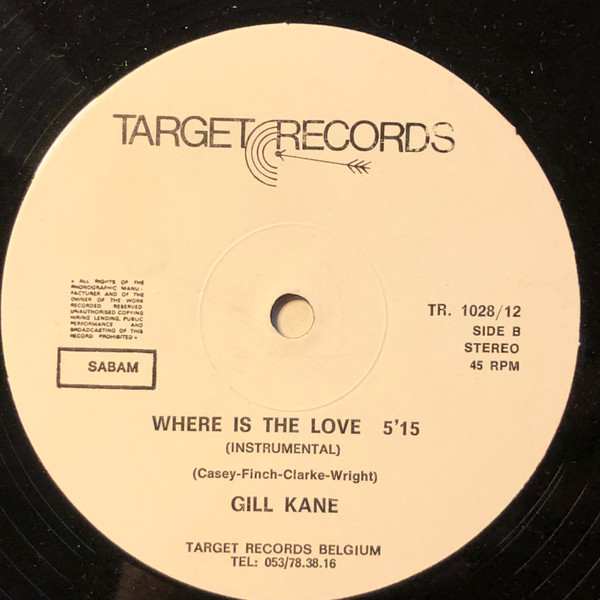 TARGET RECORDS
« ALL RIGHTS OF THE
PHONOGRAPHIC MANU-
FACTURER AND OF THE
OWNER OF THE WORK
RECORDED RESERVED
UNAUTHORISED COPYING
HIRING LENDING, PUBLIC
PERFORMANCE AND
BROADCASTING OF THIS
RECORD PROHIBITED »
SABAM
TR. 1028/12
SIDE B
STEREO
45 RPM
WHERE IS THE LOVE 5'15
(INSTRUMENTAL)
(Casey-Finch-Clarke-Wright)
GILL KANE
TARGET RECORDS BELGIUM
TEL: 053/78.38.16